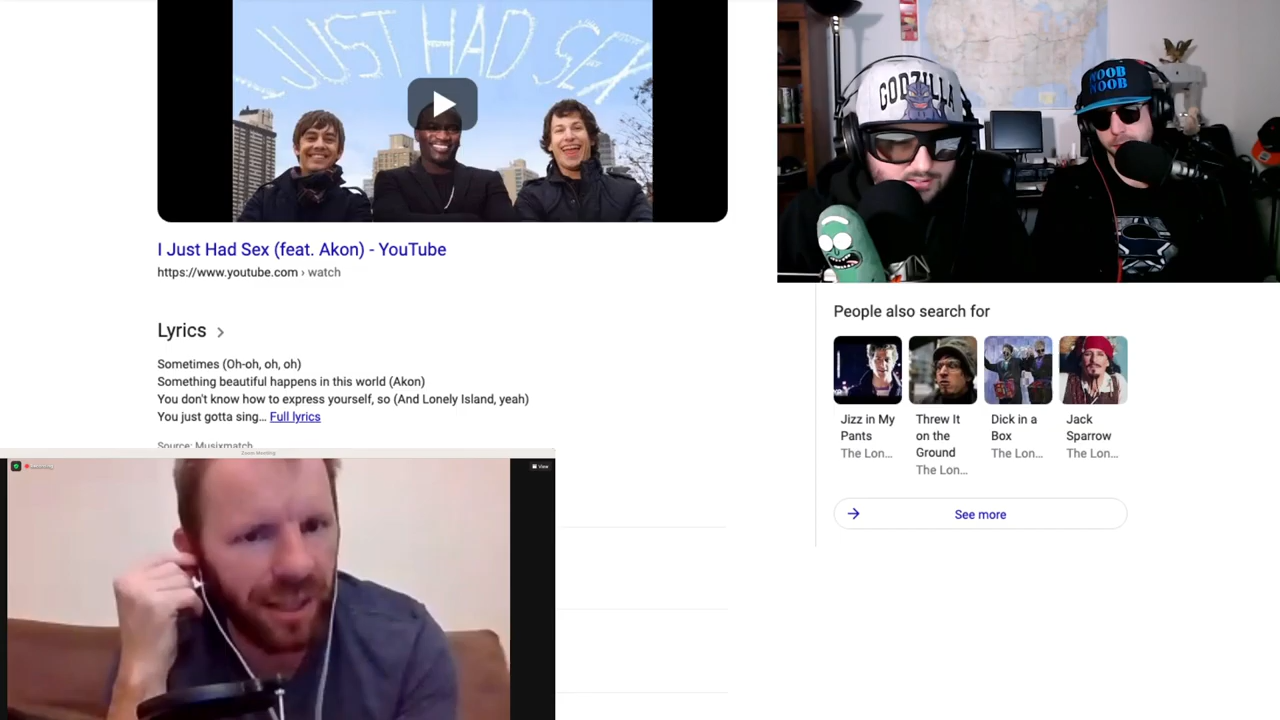 I JUST HAD SEX
I Just Had Sex (feat. Akon) - YouTube
https://www.youtube.com › watch
Lyrics
Sometimes (Oh-oh, oh, oh)
Something beautiful happens in this world (Akon)
You don't know how to express yourself, so (And Lonely Island, yeah)
You just gotta sing... Full lyrics
Source: Musixmatch
Zoom Meeting
View
GODZILLA
NOOB
NOOB
People also search for
Jizz in My
Pants
The Lon...
Threw It
on the
Ground
The Lon...
Dick in a
Box
The Lon...
Jack
Sparrow
The Lon...
See more